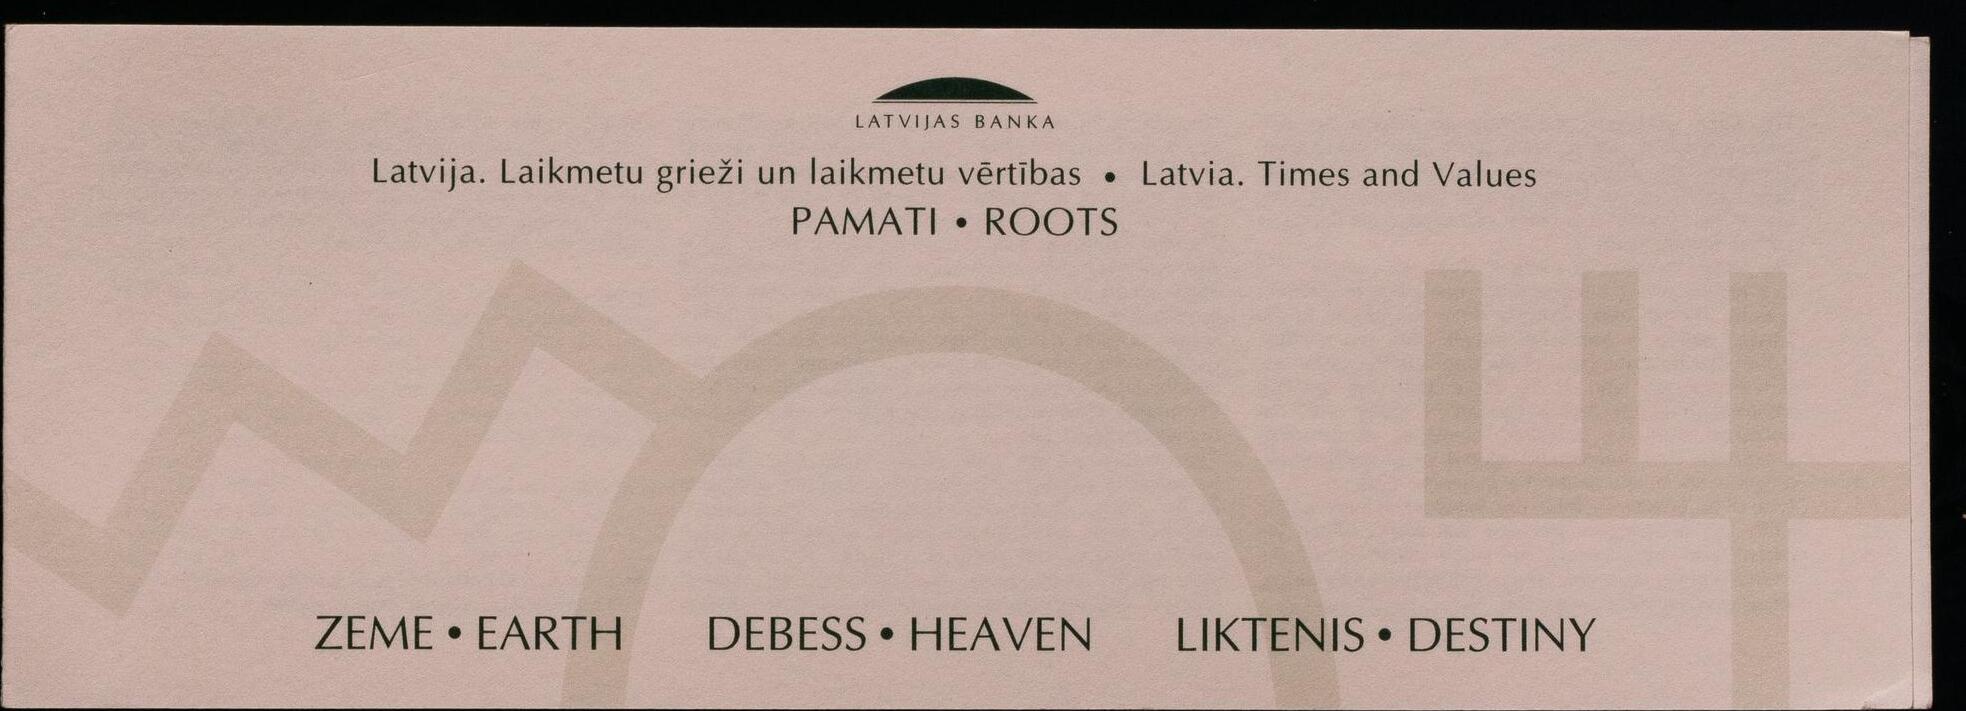 LATVIJAS BANKA
Latvija. Laikmetu grieži un laikmetu vērtības • Latvia. Times and Values
PAMATI • ROOTS
ZEME • EARTH DEBESS • HEAVEN LIKTENIS • DESTINY